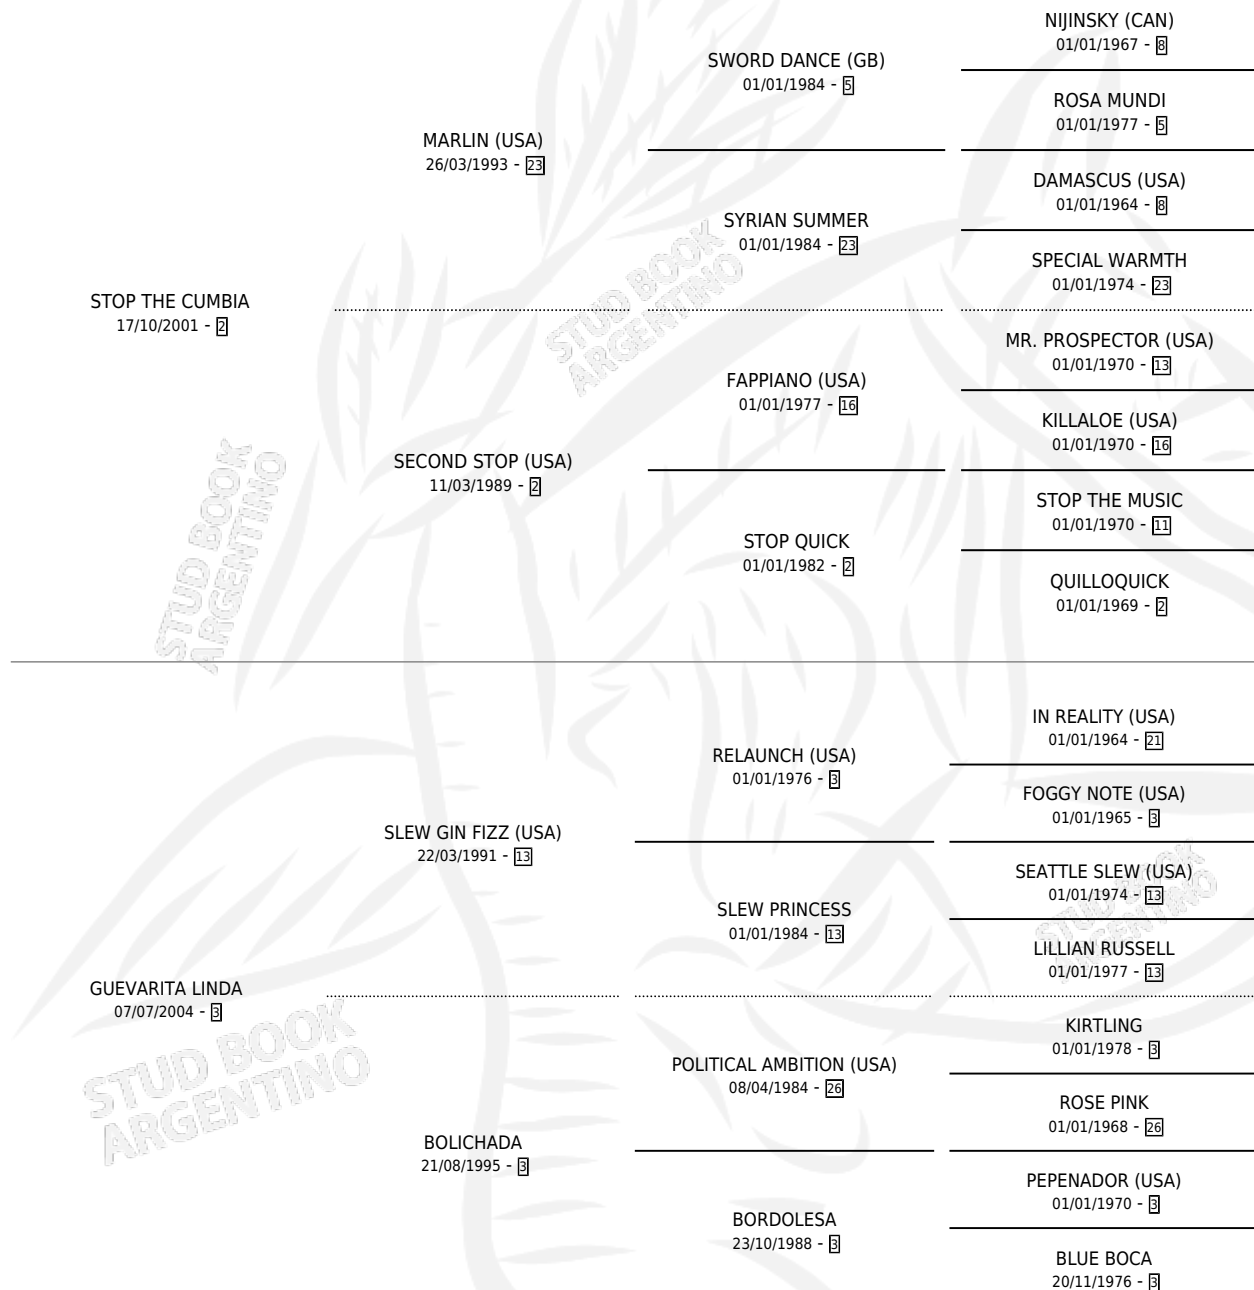 NIJINSKY (CAN)
01/01/1967 - 8
SWORD DANCE (GB)
01/01/1984 - 5
ROSA MUNDI
01/01/1977 - 5
MARLIN (USA)
26/03/1993 - 23
DAMASCUS (USA)
01/01/1964 - 8
SYRIAN SUMMER
01/01/1984 - 23
SPECIAL WARMTH
01/01/1974 - 23
STOP THE CUMBIA
17/10/2001 - 2
STUD BOOK
ARGENTINO
MR. PROSPECTOR (USA)
01/01/1970 - 13
FAPPIANO (USA)
01/01/1977 - 16
KILLALOE (USA)
01/01/1970 - 16
SECOND STOP (USA)
11/03/1989 - 2
STOP THE MUSIC
01/01/1970 - 11
STOP QUICK
01/01/1982 - 2
QUILLOQUICK
01/01/1969 - 2
STUD BOOK
ARGENTINO
IN REALITY (USA)
01/01/1964 - 21
RELAUNCH (USA)
01/01/1976 - 3
FOGGY NOTE (USA)
01/01/1965 - 3
SLEW GIN FIZZ (USA)
22/03/1991 - 13
SEATTLE SLEW (USA)
01/01/1974 - 13
SLEW PRINCESS
01/01/1984 - 13
LILLIAN RUSSELL
01/01/1977 - 13
STUD BOOK
ARGENTINO
GUEVARITA LINDA
07/07/2004 - 3
STUD BOOK
ARGENTINO
KIRTLING
01/01/1978 - 3
POLITICAL AMBITION (USA)
08/04/1984 - 26
ROSE PINK
01/01/1968 - 26
BOLICHADA
21/08/1995 - 3
PEPENADOR (USA)
01/01/1970 - 3
BORDOLESA
23/10/1988 - 3
BLUE BOCA
20/11/1976 - 3